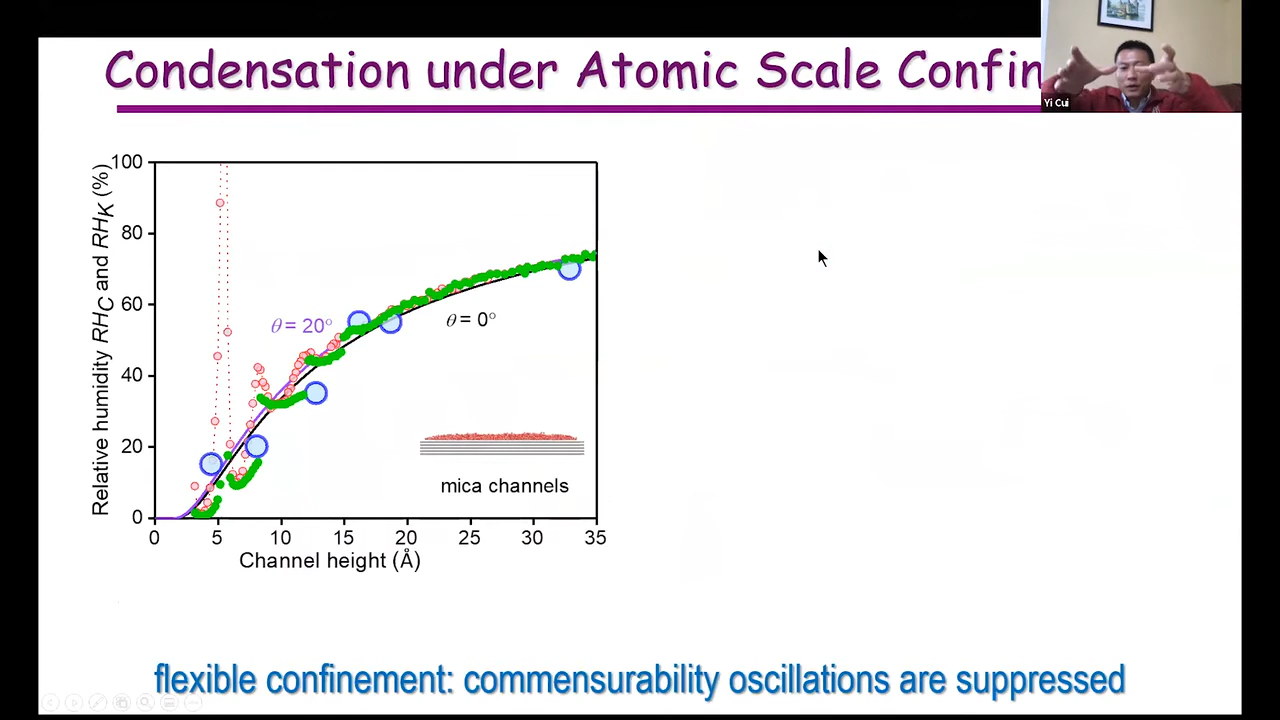 Condensation under Atomic Scale Confin
Yi Cui
Relative humidity RHC and RHK (%)
100
80
60
40
20
0
θ = 20°
θ = 0°
mica channels
0 5 10 15 20 25 30 35
Channel height (Å)
flexible confinement: commensurability oscillations are suppressed